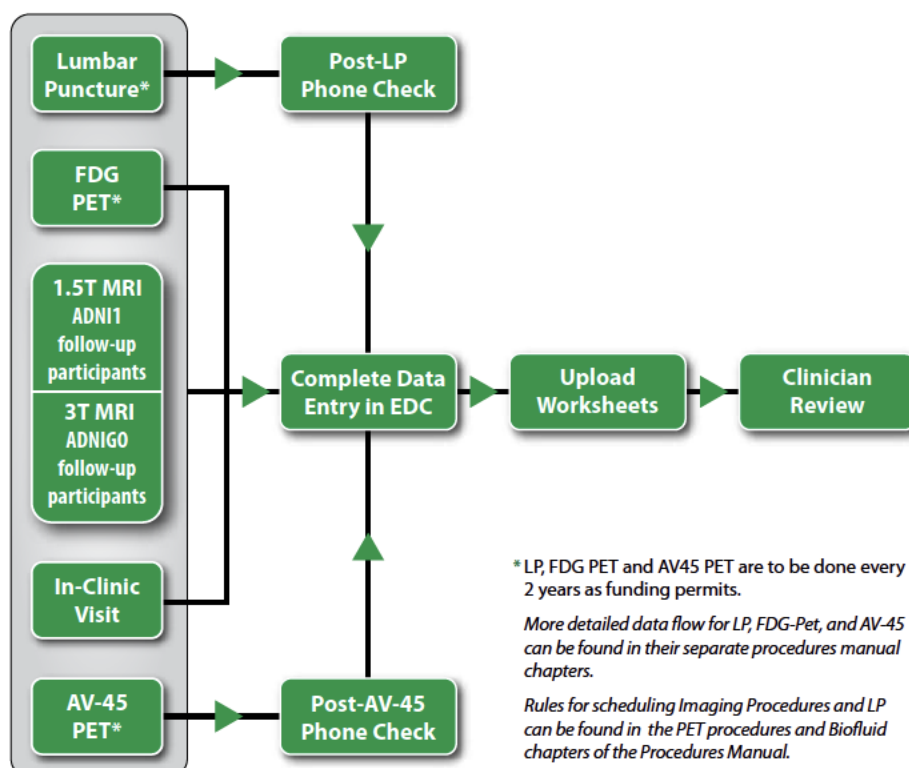 Lumbar
Puncture*
Post-LP
Phone Check
FDG
PET*
1.5T MRI
ADNI1
follow-up
participants
3T MRI
ADNIGO
follow-up
participants
Complete Data
Entry in EDC
Upload
Worksheets
Clinician
Review
In-Clinic
Visit
AV-45
PET*
Post-AV-45
Phone Check
*LP, FDG PET and AV45 PET are to be done every
2 years as funding permits.
More detailed data flow for LP, FDG-Pet, and AV-45
can be found in their separate procedures manual
chapters.
Rules for scheduling Imaging Procedures and LP
can be found in the PET procedures and Biofluid
chapters of the Procedures Manual.